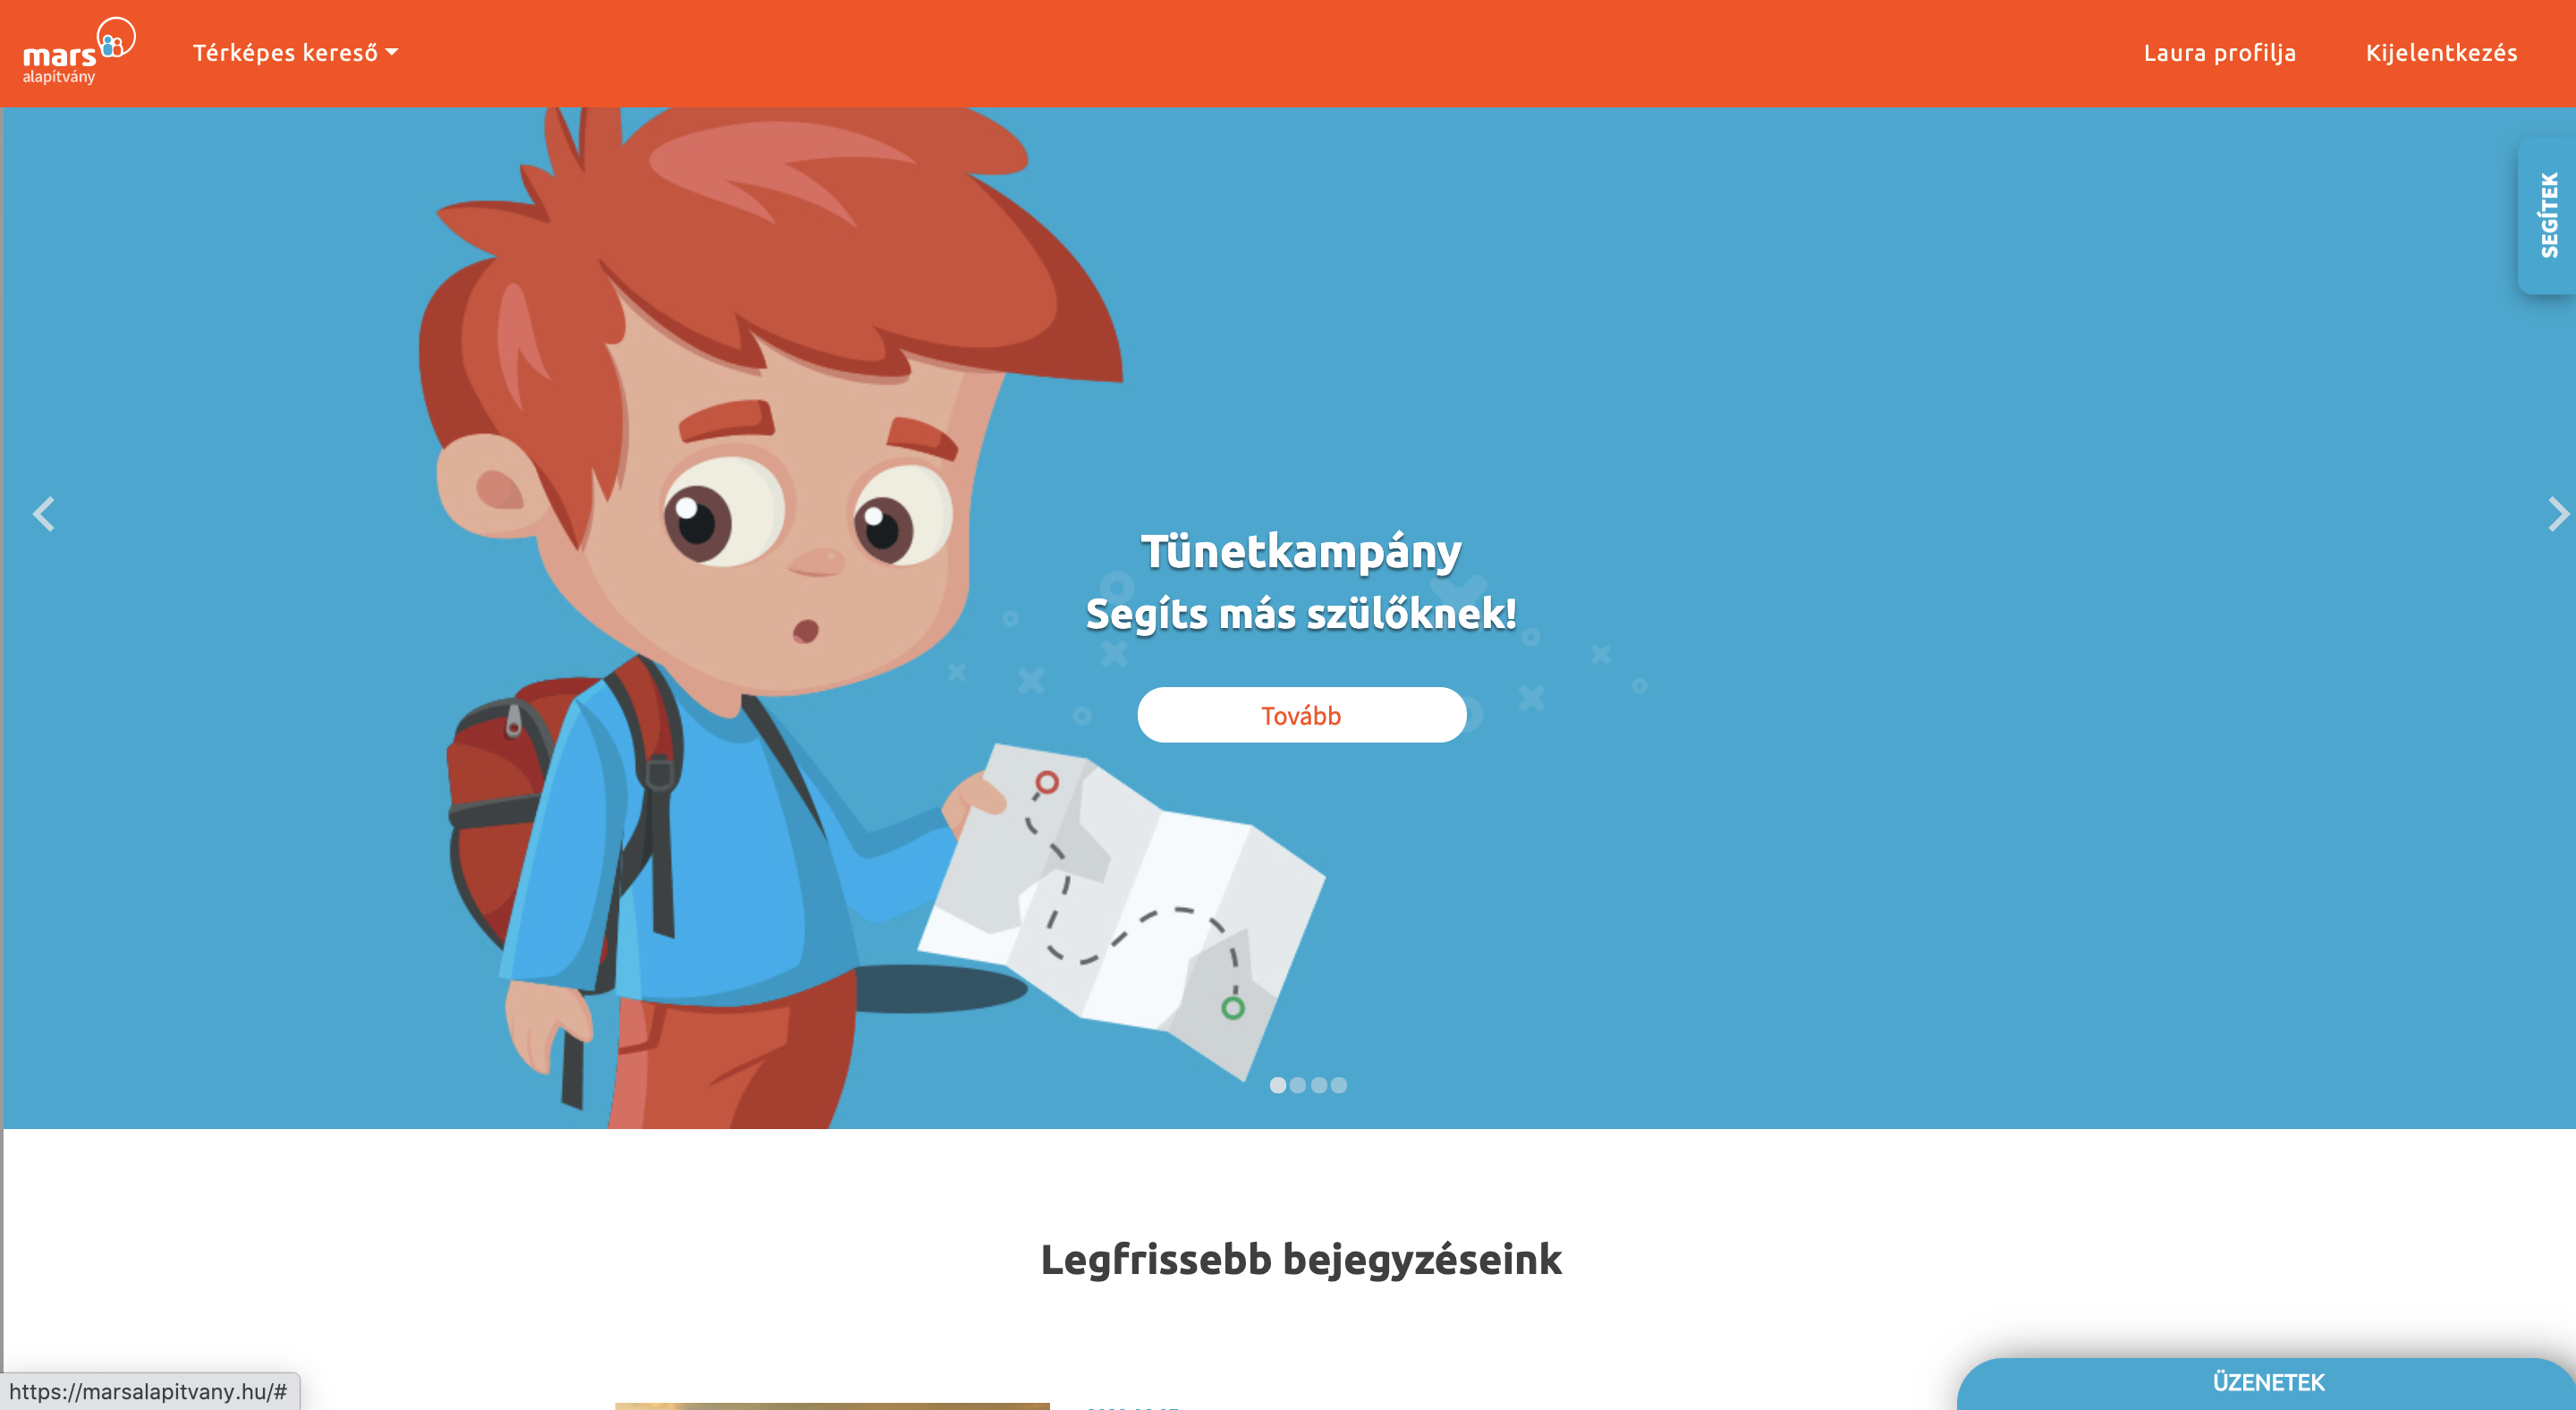 mars
alapítvány
Térképes kereső
Laura profilja
Kijelentkezés
SEGÍTEK
Tünetkampány
Segíts más szülőknek!
Tovább
Legfrissebb bejegyzéseink
https://marsalapitvany.hu/#
ÜZENETEK